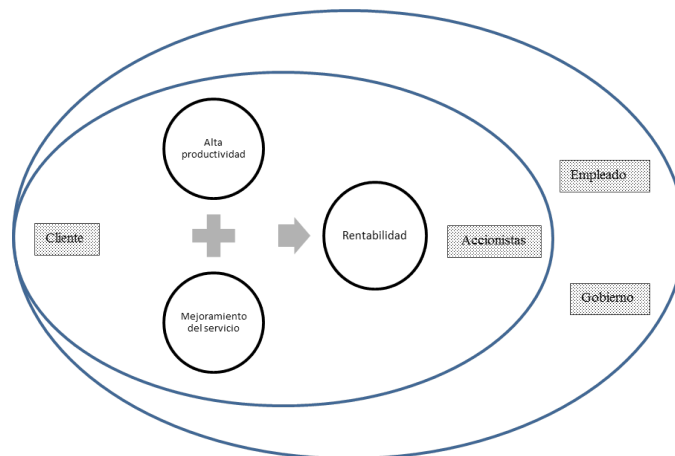 Alta
productividad
Empleado
Cliente
Rentabilidad
Accionistas
Gobierno
Mejoramiento
del servicio